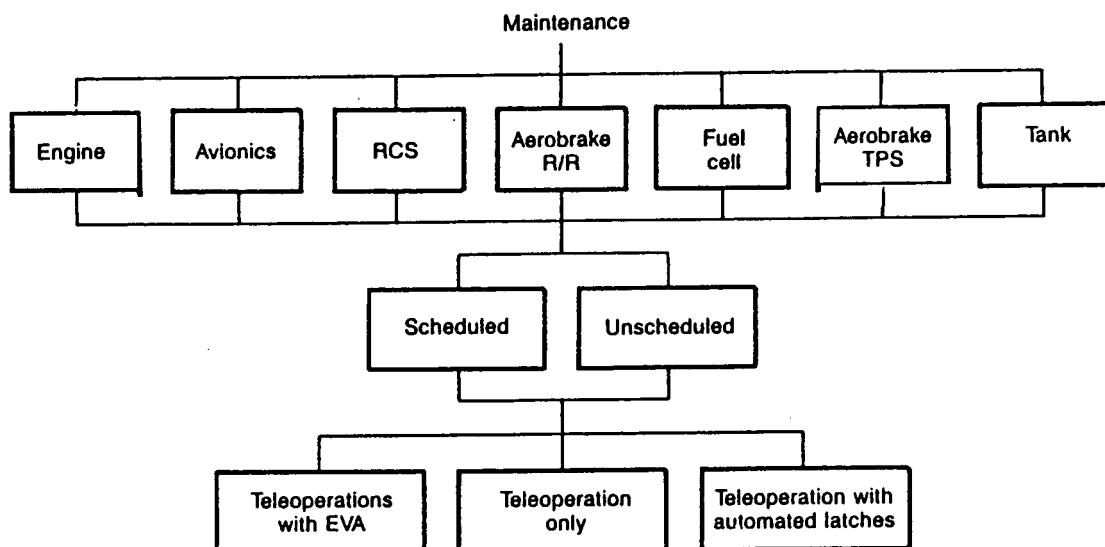 Maintenance
Engine
Avionics
RCS
Aerobrake
R/R
Fuel
cell
Aerobrake
TPS
Tank
Scheduled
Unscheduled
Teleoperations
with EVA
Teleoperation
only
Teleoperation with
automated latches